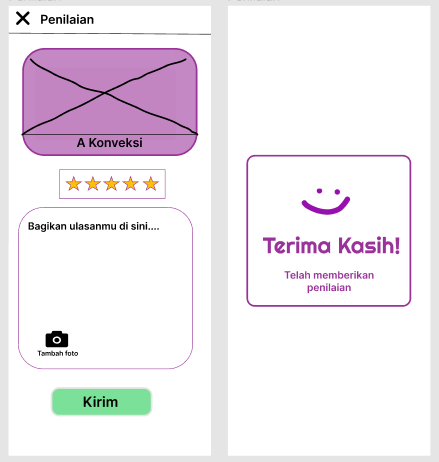 Penilaian
A Konveksi
Bagikan ulasanmu di sini....
Tambah foto
Kirim
Terima Kasih!
Telah memberikan
penilaian